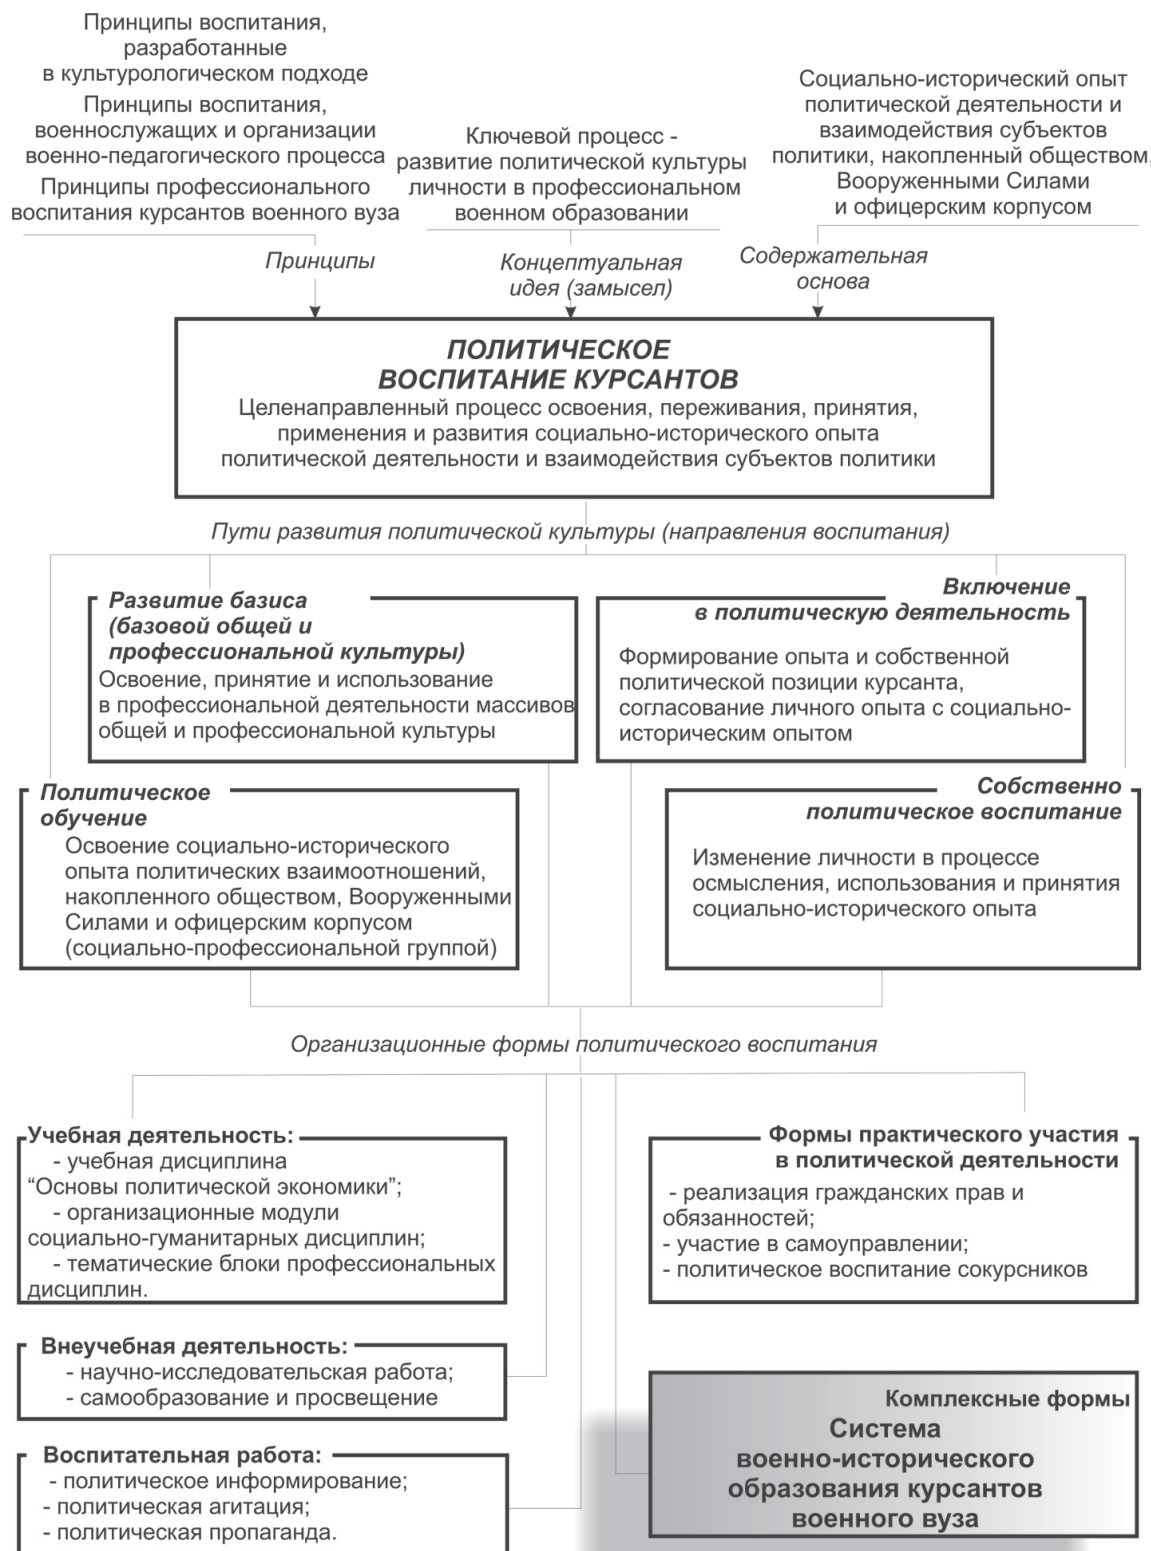 Принципы воспитания,
разработанные
в культурологическом подходе
Принципы воспитания,
военнослужащих и организации
военно-педагогического процесса
Принципы профессионального
воспитания курсантов военного вуза
Принципы
Ключевой процесс -
развитие политической культуры
личности в профессиональном
военном образовании
Концептуальная
идея (замысел)
Социально-исторический опыт
политической деятельности и
взаимодействия субъектов
политики, накопленный обществом,
Вооруженными Силами
и офицерским корпусом
Содержательная
основа
ПОЛИТИЧЕСКОЕ
ВОСПИТАНИЕ КУРСАНТОВ
Целенаправленный процесс освоения, переживания, принятия,
применения и развития социально-исторического опыта
политической деятельности и взаимодействия субъектов политики
Пути развития политической культуры (направления воспитания)
Развитие базиса
(базовой общей и
профессиональной культуры)
Освоение, принятие и использование
в профессиональной деятельности массивов
общей и профессиональной культуры
Включение
в политическую деятельность
Формирование опыта и собственной
политической позиции курсанта,
согласование личного опыта с социально-
историческим опытом
Политическое
обучение
Освоение социально-исторического
опыта политических взаимоотношений,
накопленного обществом, Вооруженными
Силами и офицерским корпусом
(социально-профессиональной группой)
Собственно
политическое воспитание
Изменение личности в процессе
осмысления, использования и принятия
социально-исторического опыта
Организационные формы политического воспитания
Учебная деятельность:
- учебная дисциплина
“Основы политической экономики”;
- организационные модули
социально-гуманитарных дисциплин;
- тематические блоки профессиональных
дисциплин.
Формы практического участия
в политической деятельности
- реализация гражданских прав и
обязанностей;
- участие в самоуправлении;
- политическое воспитание сокурсников
Внеучебная деятельность:
- научно-исследовательская работа;
- самообразование и просвещение
Комплексные формы
Система
военно-исторического
образования курсантов
военного вуза
Воспитательная работа:
- политическое информирование;
- политическая агитация;
- политическая пропаганда.